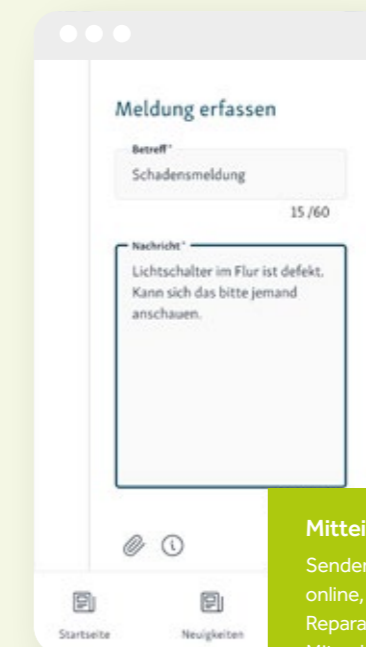 Meldung erfassen
Betreff*
Schadensmeldung
15/60
Nachricht*
Lichtschalter im Flur ist defekt.
Kann sich das bitte jemand
anschauen.
Startseite
Neuigkeiten
online,